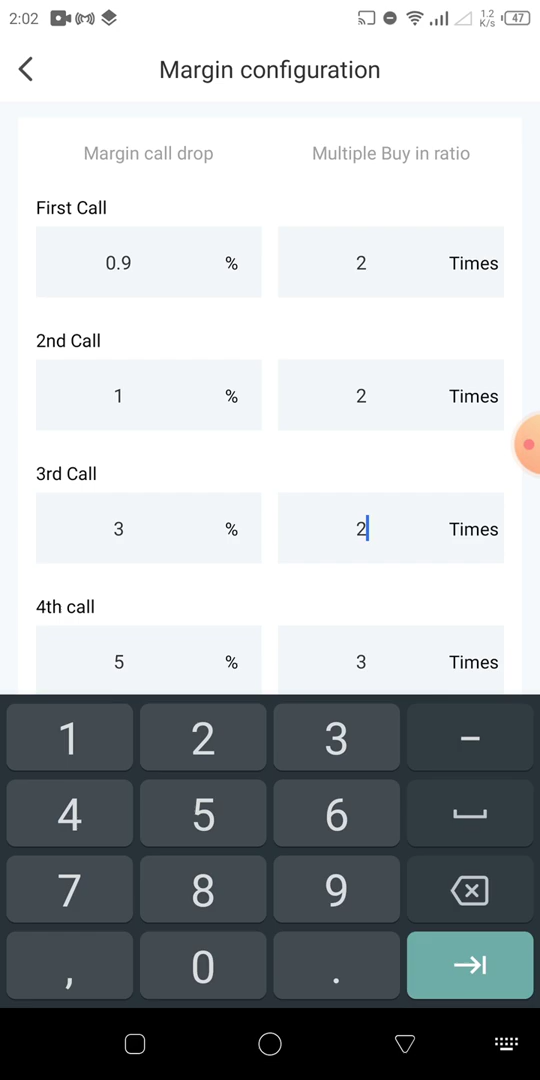 2:02
1.2
K/s
47
Margin configuration
Margin call drop
Multiple Buy in ratio
First Call
0.9 % 2 Times
2nd Call
1 % 2 Times
3rd Call
3 % 2 Times
4th call
5 % 3 Times
1 2 3 –
4 5 6
7 8 9
, 0 .